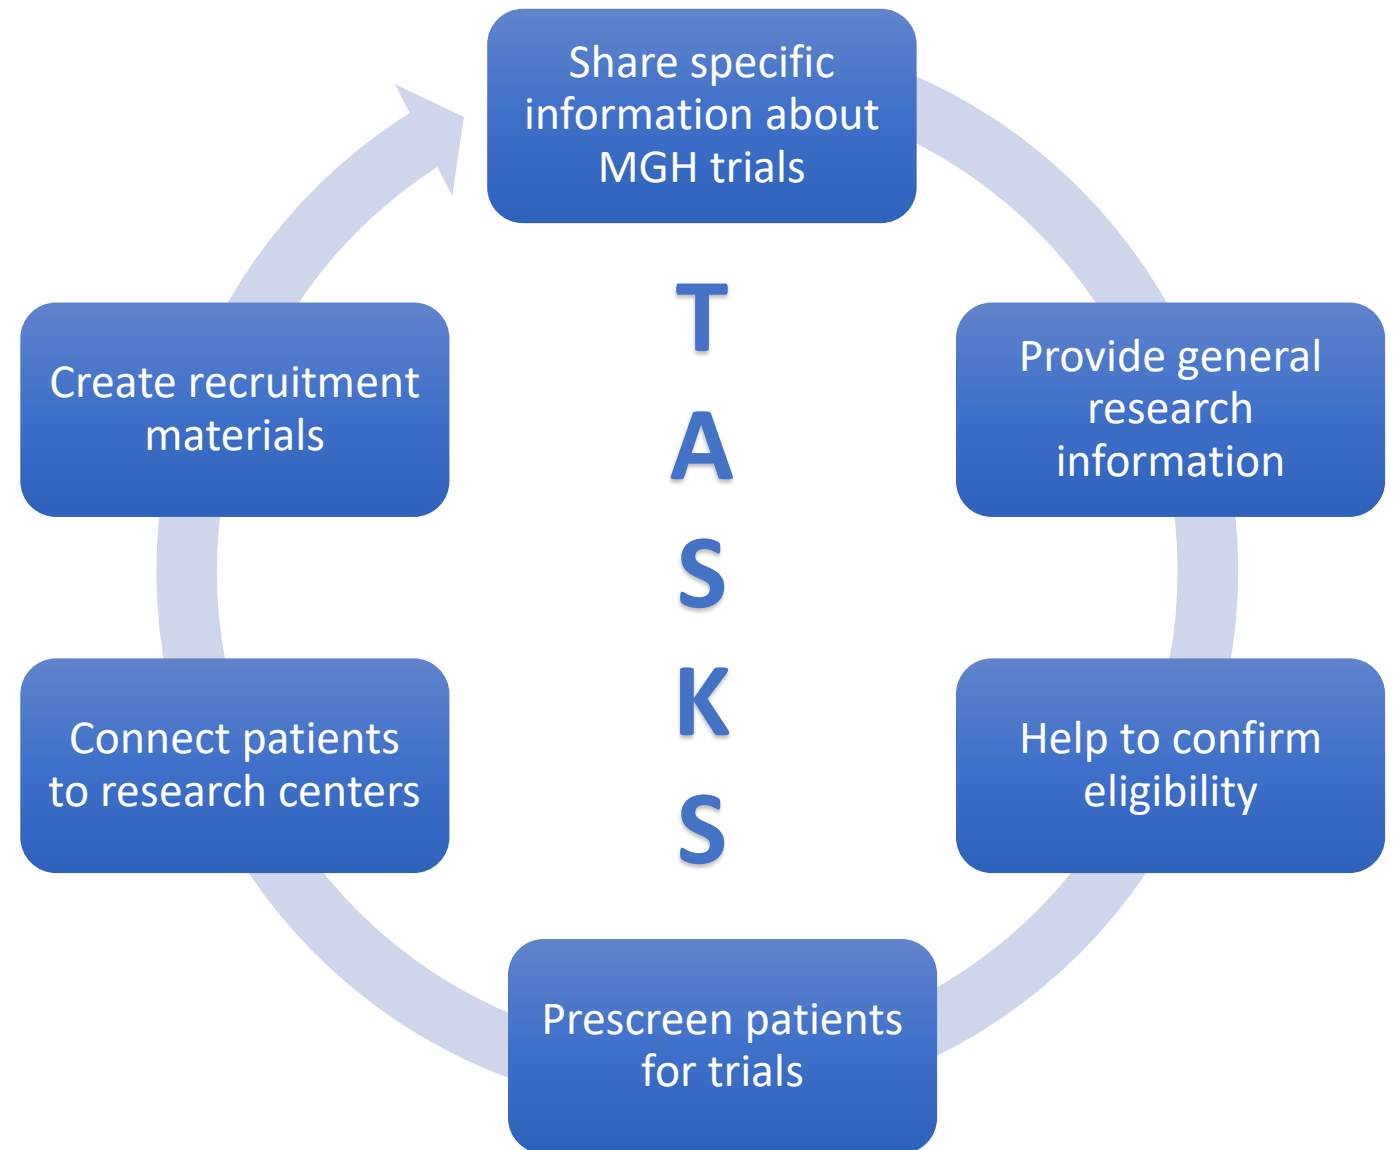 Share specific
information about
MGH trials
Provide general
research
information
Help to confirm
eligibility
Prescreen patients
for trials
Connect patients
to research centers
Create recruitment
materials
T
A
S
K
S